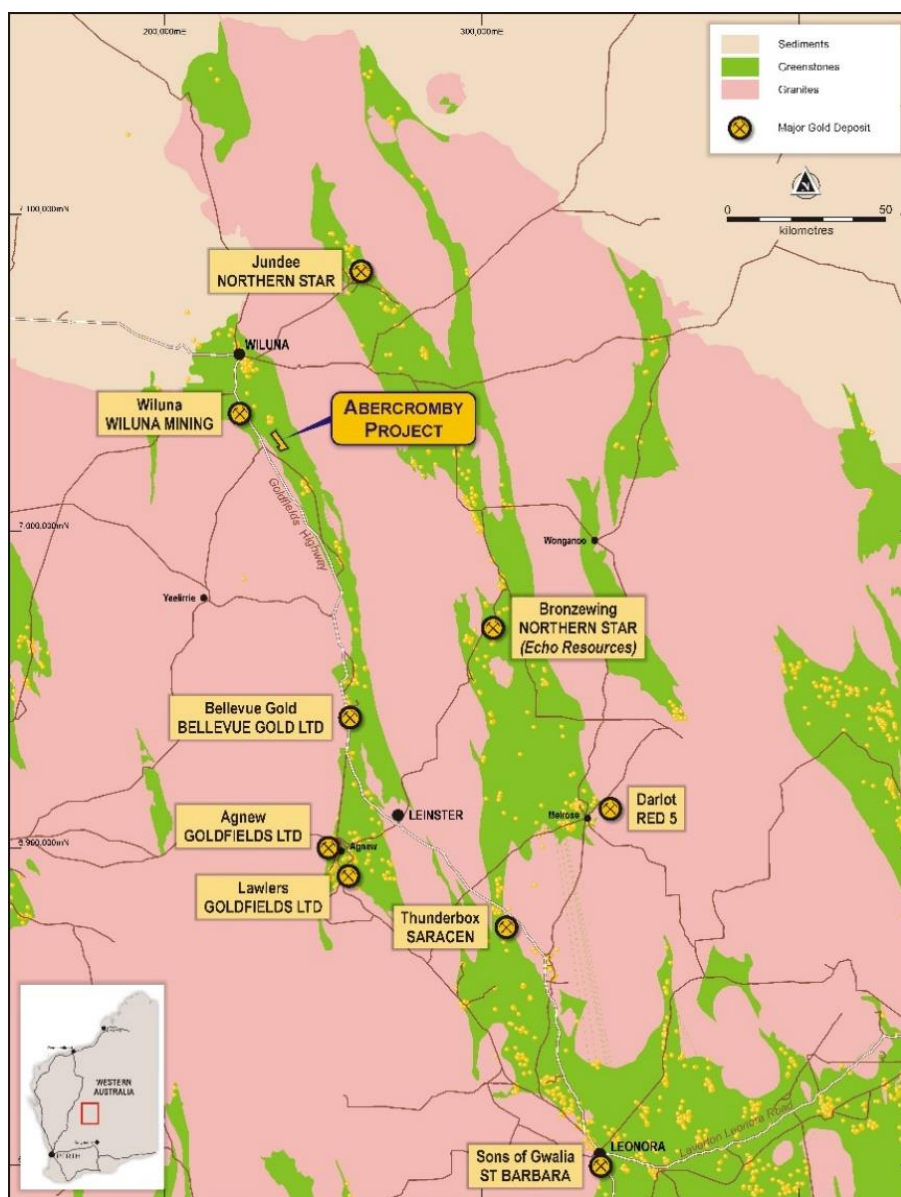 200,000mE
300,000mE
Sediments
Greenstones
Granites
Major Gold Deposit
N
0
50
kilometres
7,100,000mN
Jundee
NORTHERN STAR
WILUNA
Wiluna
WILUNA MINING
ABERCROMBY
PROJECT
Goldfields Highway
7,000,000mN
Wonganoo
Yeelirrie
Bronzewing
NORTHERN STAR
(Echo Resources)
Bellevue Gold
BELLEVUE GOLD LTD
Darlot
RED 5
Melrose
LEINSTER
Agnew
GOLDFIELDS LTD
6,900,000mN
Agnew
Lawlers
GOLDFIELDS LTD
Thunderbox
SARACEN
WESTERN
AUSTRALIA
PERTH
Laverton Leonora Road
LEONORA
Sons of Gwalia
ST BARBARA